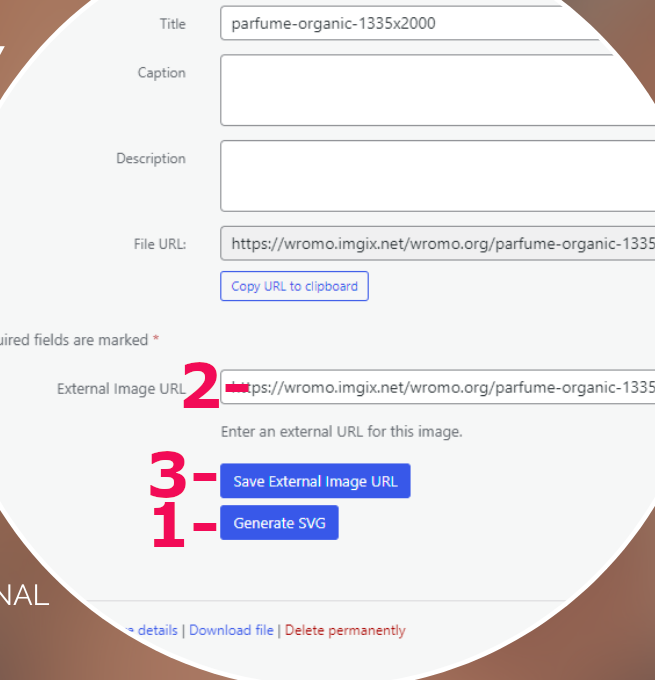 Title parfume-organic-1335x2000
Caption
Description
File URL: https://wromo.imgix.net/wromo.org/parfume-organic-1335
Copy URL to clipboard
fields are marked *
External Image URL 2- https://wromo.imgix.net/wromo.org/parfume-organic-1335
Enter an external URL for this image.
3- Save External Image URL
1- Generate SVG
NAL
details | Download file | Delete permanently